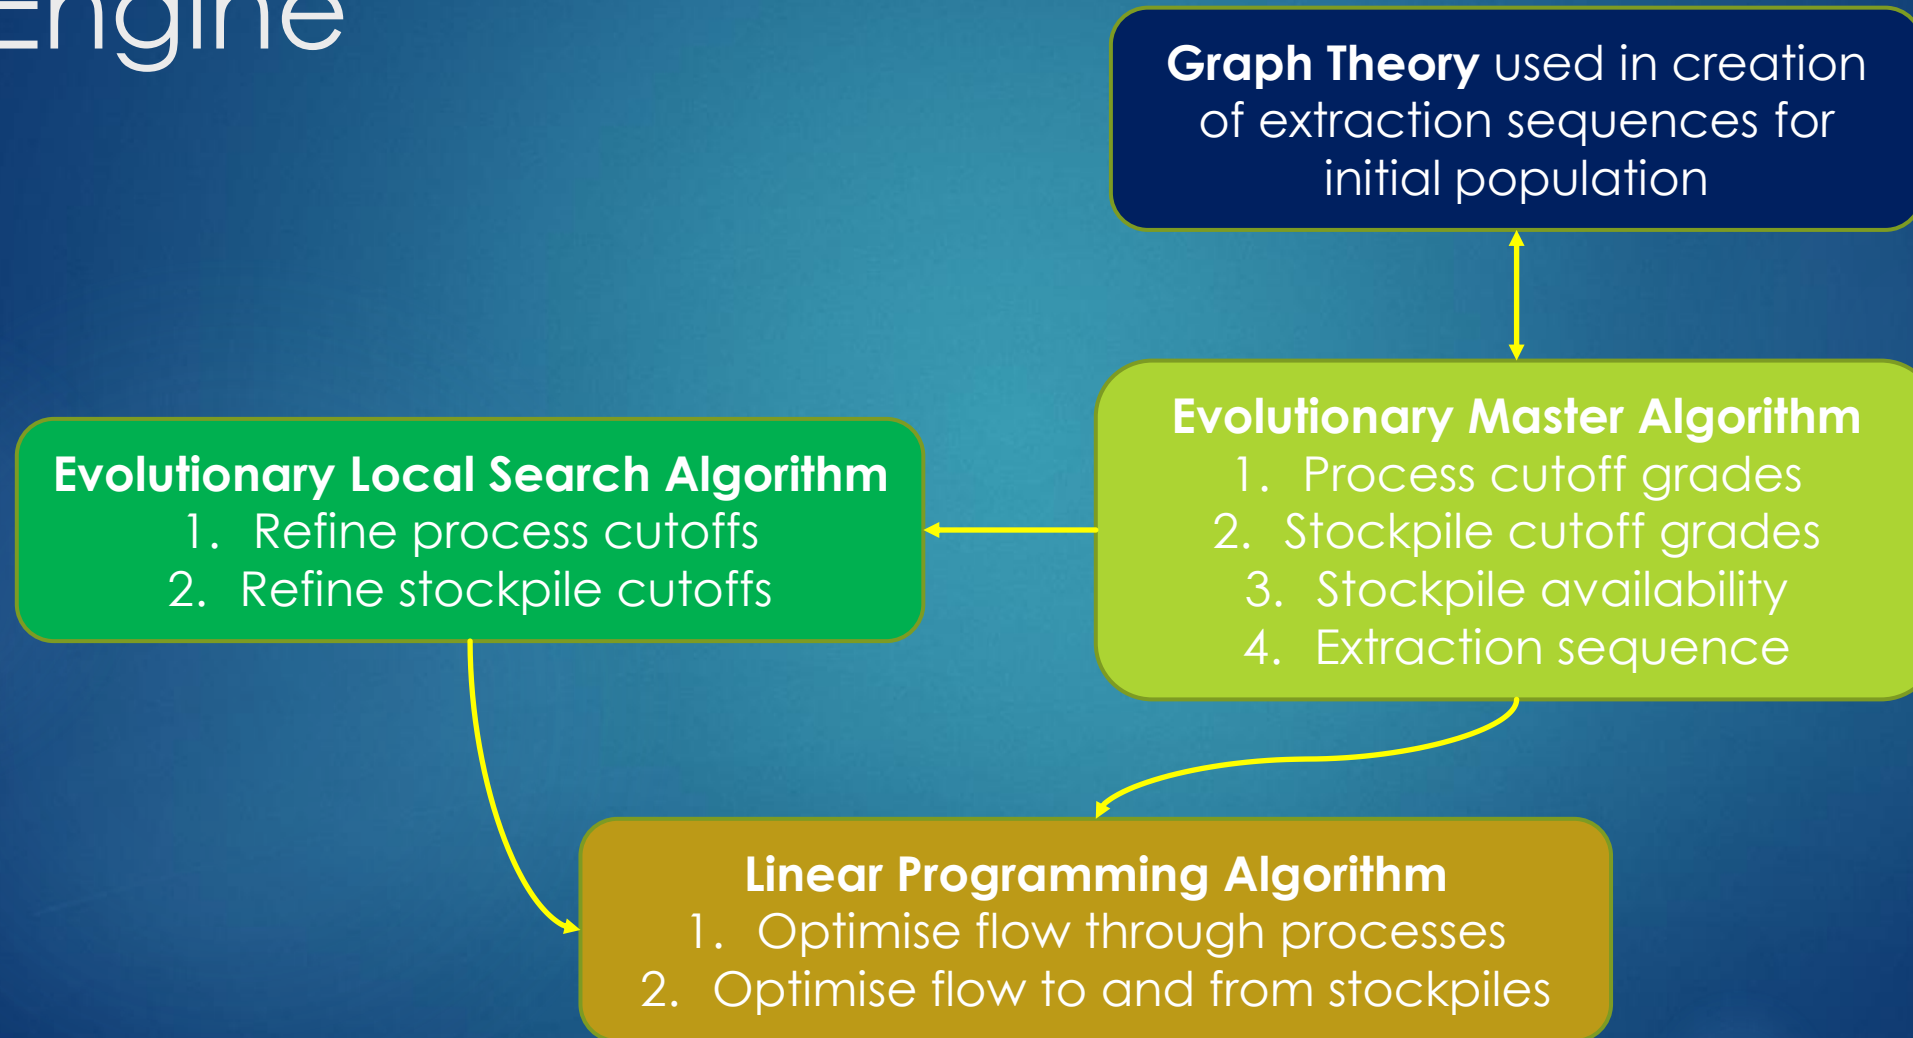 Engine
Graph Theory used in creation
of extraction sequences for
initial population
Evolutionary Master Algorithm
1. Process cutoff grades
2. Stockpile cutoff grades
3. Stockpile availability
4. Extraction sequence
Evolutionary Local Search Algorithm
1. Refine process cutoffs
2. Refine stockpile cutoffs
Linear Programming Algorithm
1. Optimise flow through processes
2. Optimise flow to and from stockpiles